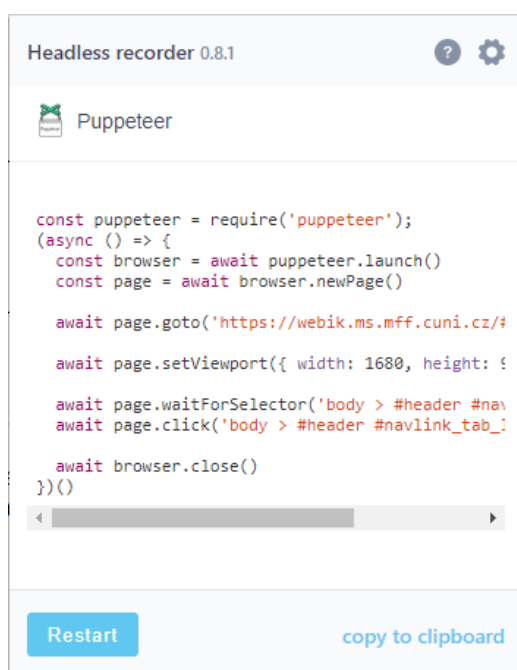 Headless recorder 0.8.1
?
Puppeteer
const puppeteer = require('puppeteer');
(async () => {
  const browser = await puppeteer.launch()
  const page = await browser.newPage()
  await page.goto('https://webik.ms.mff.cuni.cz/#
  await page.setViewport({ width: 1680, height: 9
  await page.waitForSelector('body > #header #nav
  await page.click('body > #header #navlink_tab_1
  await browser.close()
})()
Restart
copy to clipboard